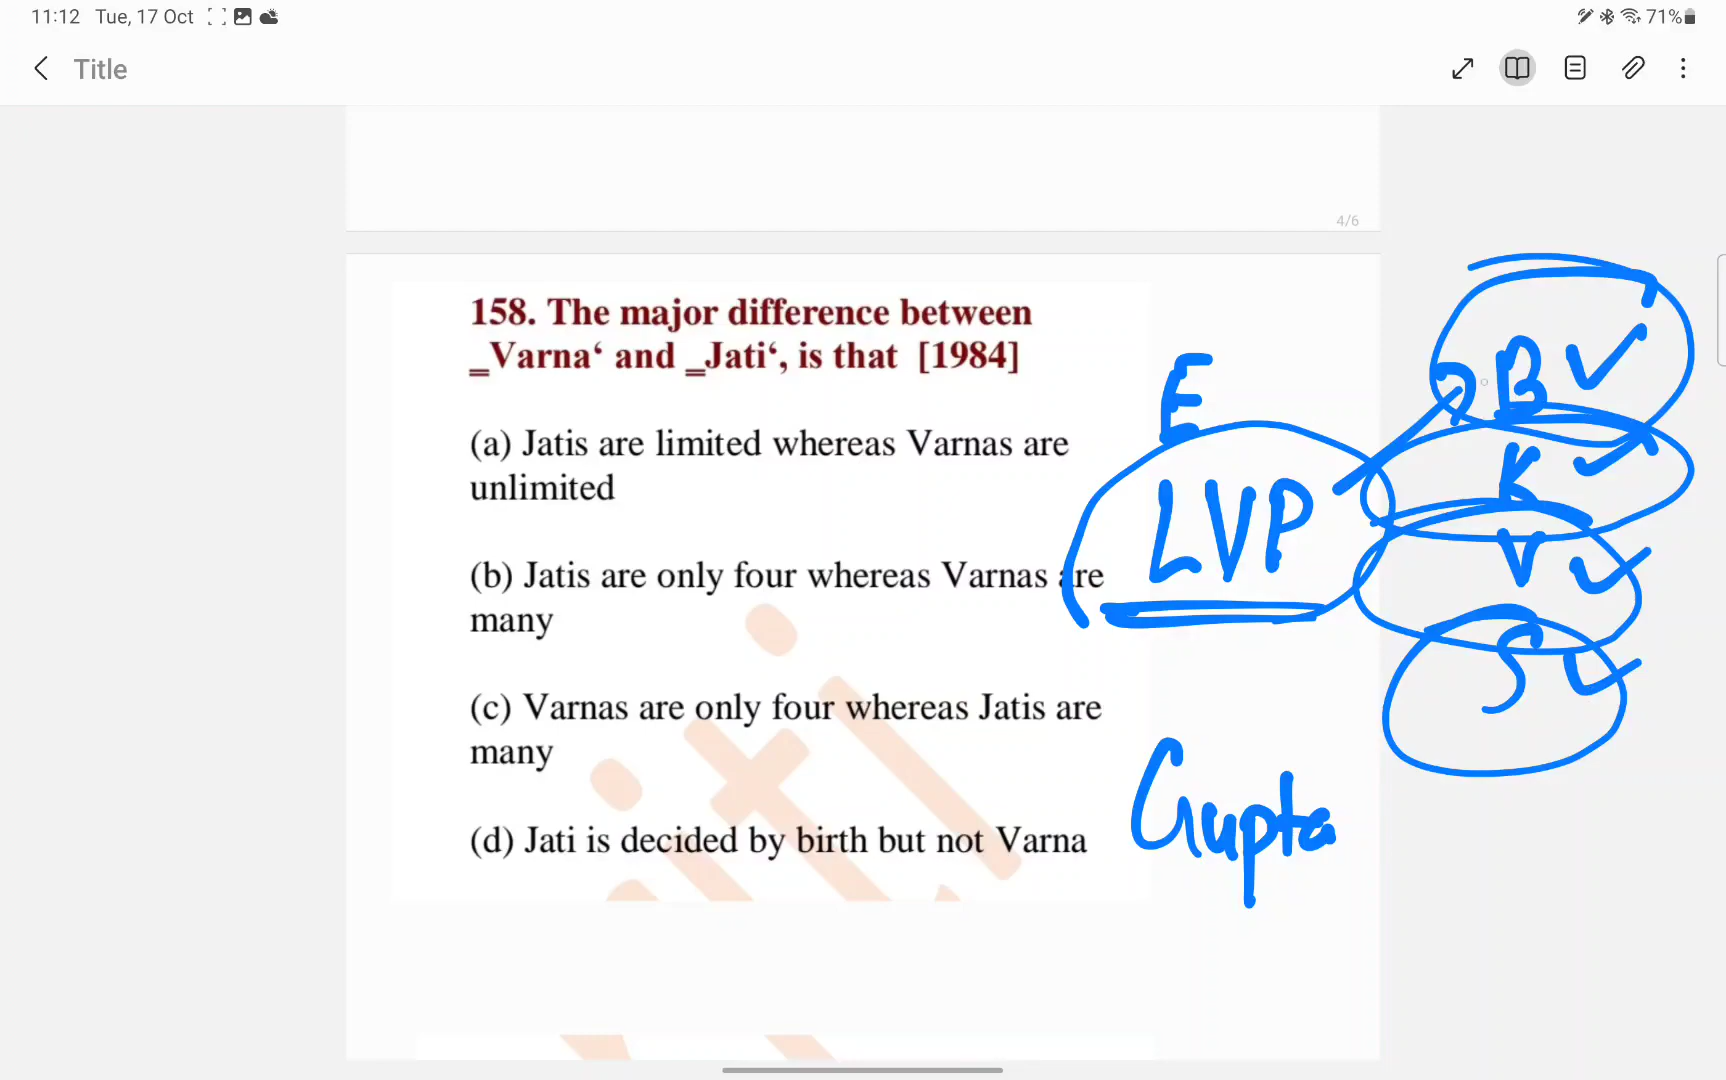 11:12 Tue, 17 Oct
71%
Title
4/6
158. The major difference between
‗Varna‘ and ‗Jati‘, is that [1984]
(a) Jatis are limited whereas Varnas are
unlimited
(b) Jatis are only four whereas Varnas are
many
(c) Varnas are only four whereas Jatis are
many
(d) Jati is decided by birth but not Varna
E
LVP
B
K
V
S
Gupta